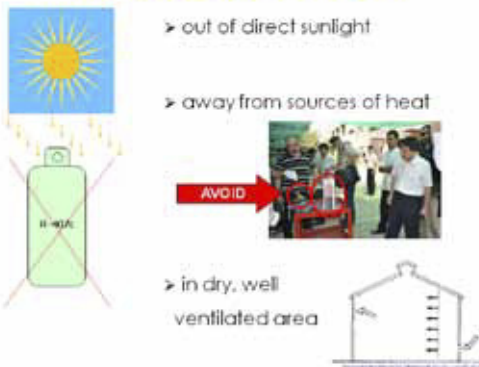 ➢ out of direct sunlight
➢ away from sources of heat
AVOID
➢ in dry, well
ventilated area